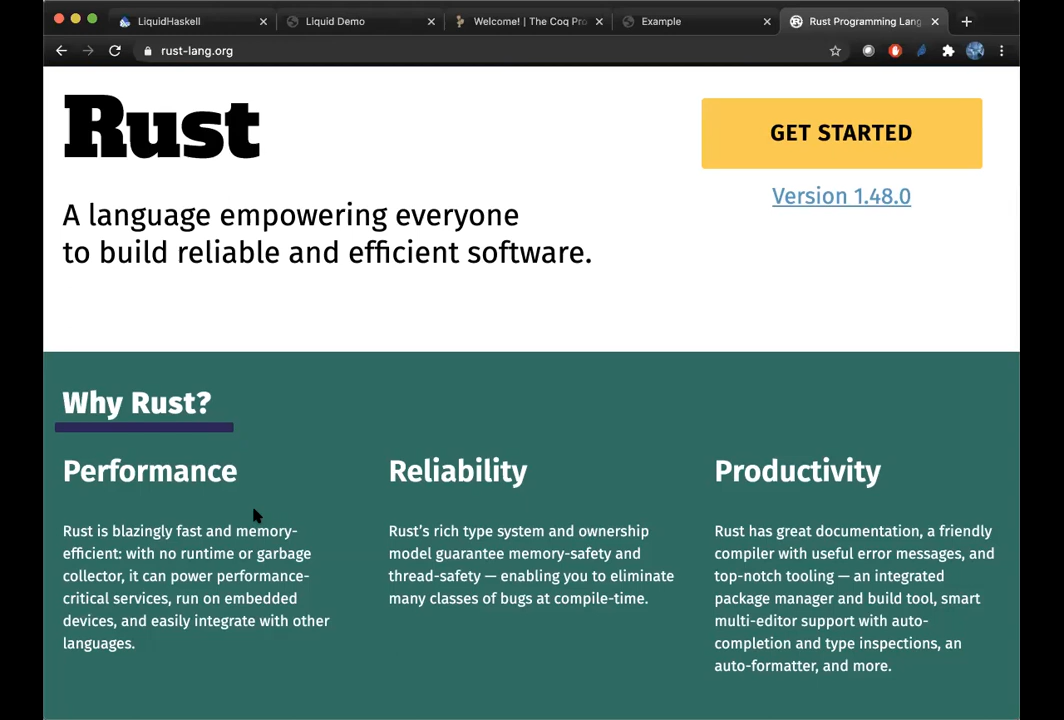 LiquidHaskell
Liquid Demo
Welcome! | The Coq Pro
Example
Rust Programming Lang
rust-lang.org
Rust
GET STARTED
Version 1.48.0
A language empowering everyone
to build reliable and efficient software.
Why Rust?
Performance
Rust is blazingly fast and memory-
efficient: with no runtime or garbage
collector, it can power performance-
critical services, run on embedded
devices, and easily integrate with other
languages.
Reliability
Rust’s rich type system and ownership
model guarantee memory-safety and
thread-safety — enabling you to eliminate
many classes of bugs at compile-time.
Productivity
Rust has great documentation, a friendly
compiler with useful error messages, and
top-notch tooling — an integrated
package manager and build tool, smart
multi-editor support with auto-
completion and type inspections, an
auto-formatter, and more.